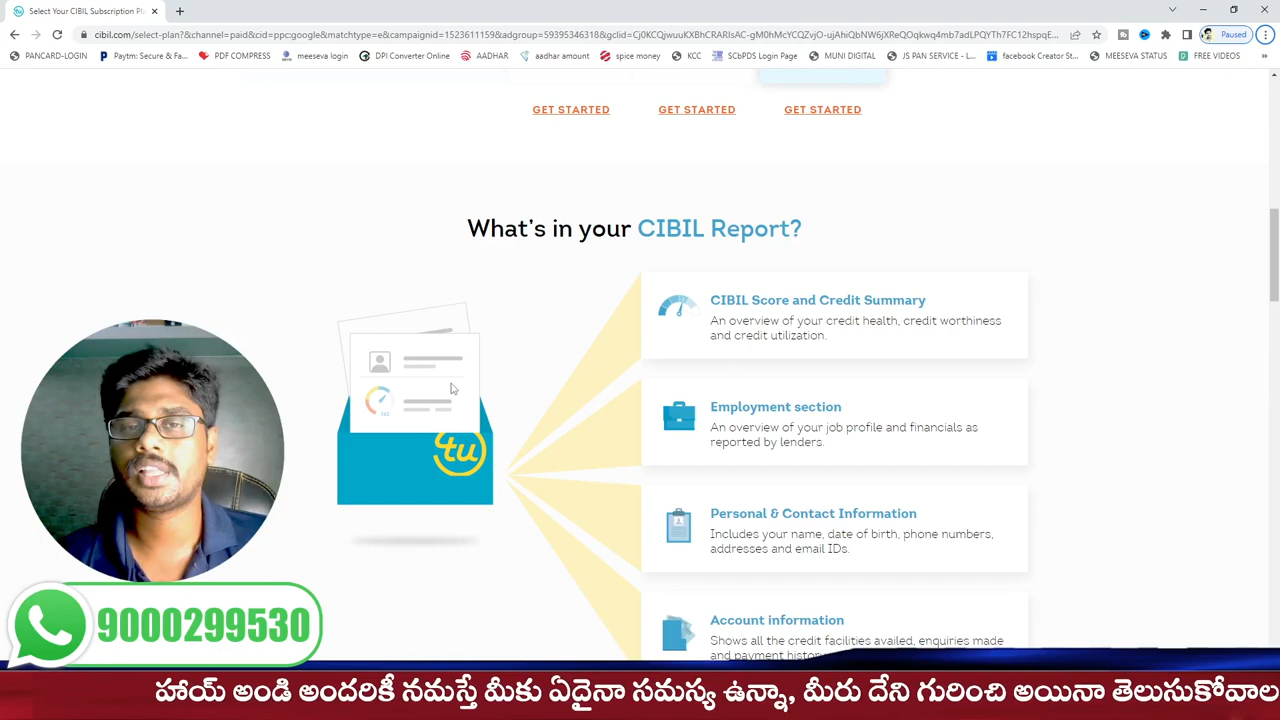 Select Your CIBIL Subscription Pl
cibil.com/select-plan?&channel=paid&cid=ppc_google&matchtype=e&campaignid=1523611159&adgroup=59395346318&gclid=
Paused
PANCARD-LOGIN
Paytm: Secure & Fa...
PDF COMPRESS
meeseva login
DPI Converter Online
AADHAR
aadhar amount
spice money
KCC
SCbPDS Login Page
MUNI DIGITAL
JS PAN SERVICE - L...
facebook Creator St...
MEESEVA STATUS
FREE VIDEOS
»
GET STARTED
GET STARTED
GET STARTED
What's in your CIBIL Report?
CIBIL Score and Credit Summary
An overview of your credit health, credit worthiness
and credit utilization.
Employment section
An overview of your job profile and financials as
reported by lenders.
tu
Personal & Contact Information
Includes your name, date of birth, phone numbers,
addresses and email IDs.
Account information
Shows all the credit facilities availed, enquiries made
and payment history
9000299530
హాయ్ అండి అందరికీ నమస్తే మీకు ఏదైనా సమస్య ఉన్నా, మీరు దేని గురించి అయినా తెలుసుకోవాల